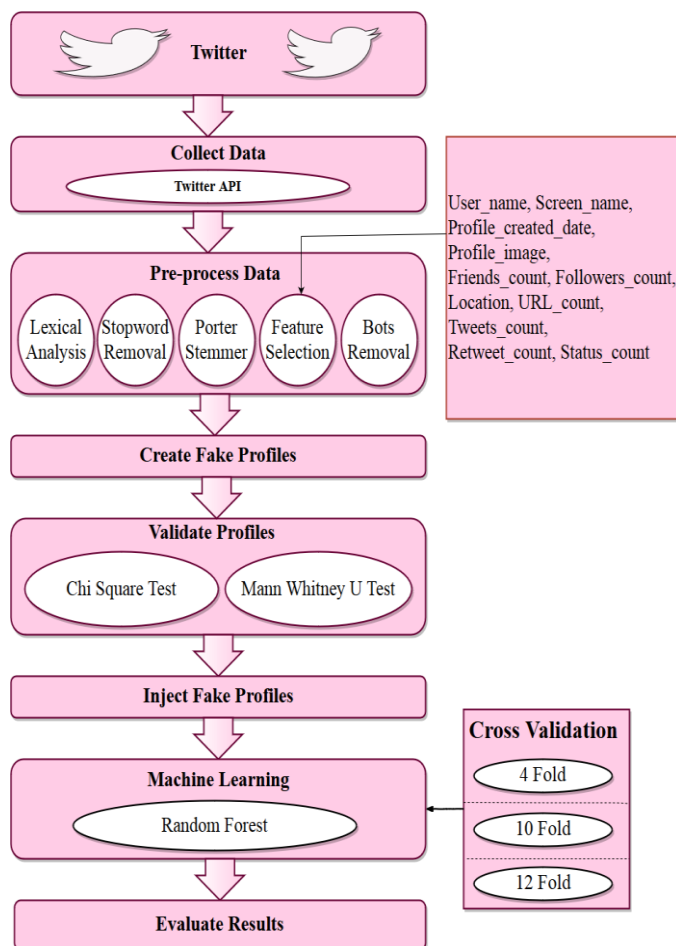 Twitter
Collect Data
Twitter API
User_name, Screen_name,
Profile_created_date,
Profile_image,
Friends_count, Followers_count,
Location, URL_count,
Tweets_count,
Retweet_count, Status_count
Pre-process Data
Lexical
Analysis
Stopword
Removal
Porter
Stemmer
Feature
Selection
Bots
Removal
Create Fake Profiles
Validate Profiles
Chi Square Test
Mann Whitney U Test
Inject Fake Profiles
Machine Learning
Random Forest
Cross Validation
4 Fold
10 Fold
12 Fold
Evaluate Results